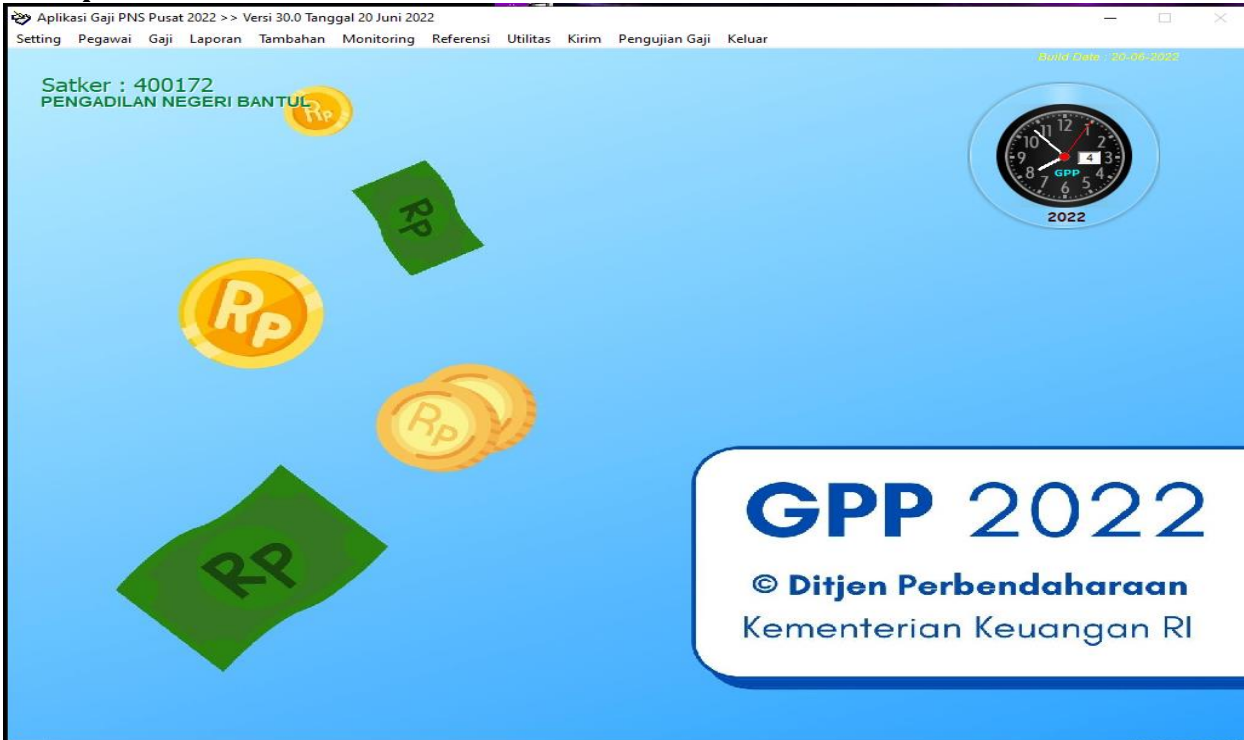 Aplikasi Gaji PNS Pusat 2022 >> Versi 30.0 Tanggal 20 Juni 2022
Setting Pegawai Gaji Laporan Tambahan Monitoring Referensi Utilitas Kirim Pengujian Gaji Keluar
Build Date : 20-06-2022
Satker : 400172
PENGADILAN NEGERI BANTUL
Rp
RP
Rp
Rp
RP
10 11 12 1 2
9 4 3
8 GPP 4
7 6 5
2022
GPP 2022
© Ditjen Perbendaharaan
Kementerian Keuangan RI